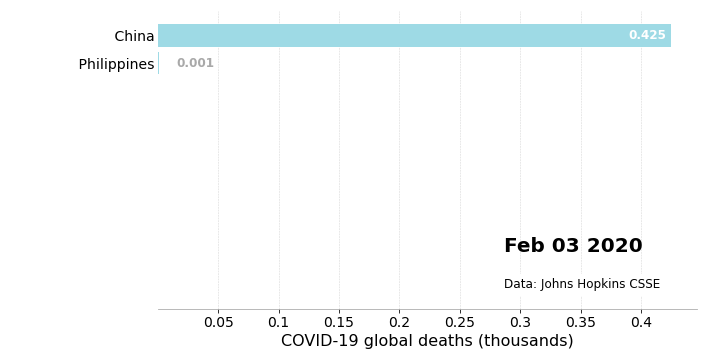 China 0.425
Philippines 0.001
Feb 03 2020
Data: Johns Hopkins CSSE
0.05 0.1 0.15 0.2 0.25 0.3 0.35 0.4
COVID-19 global deaths (thousands)